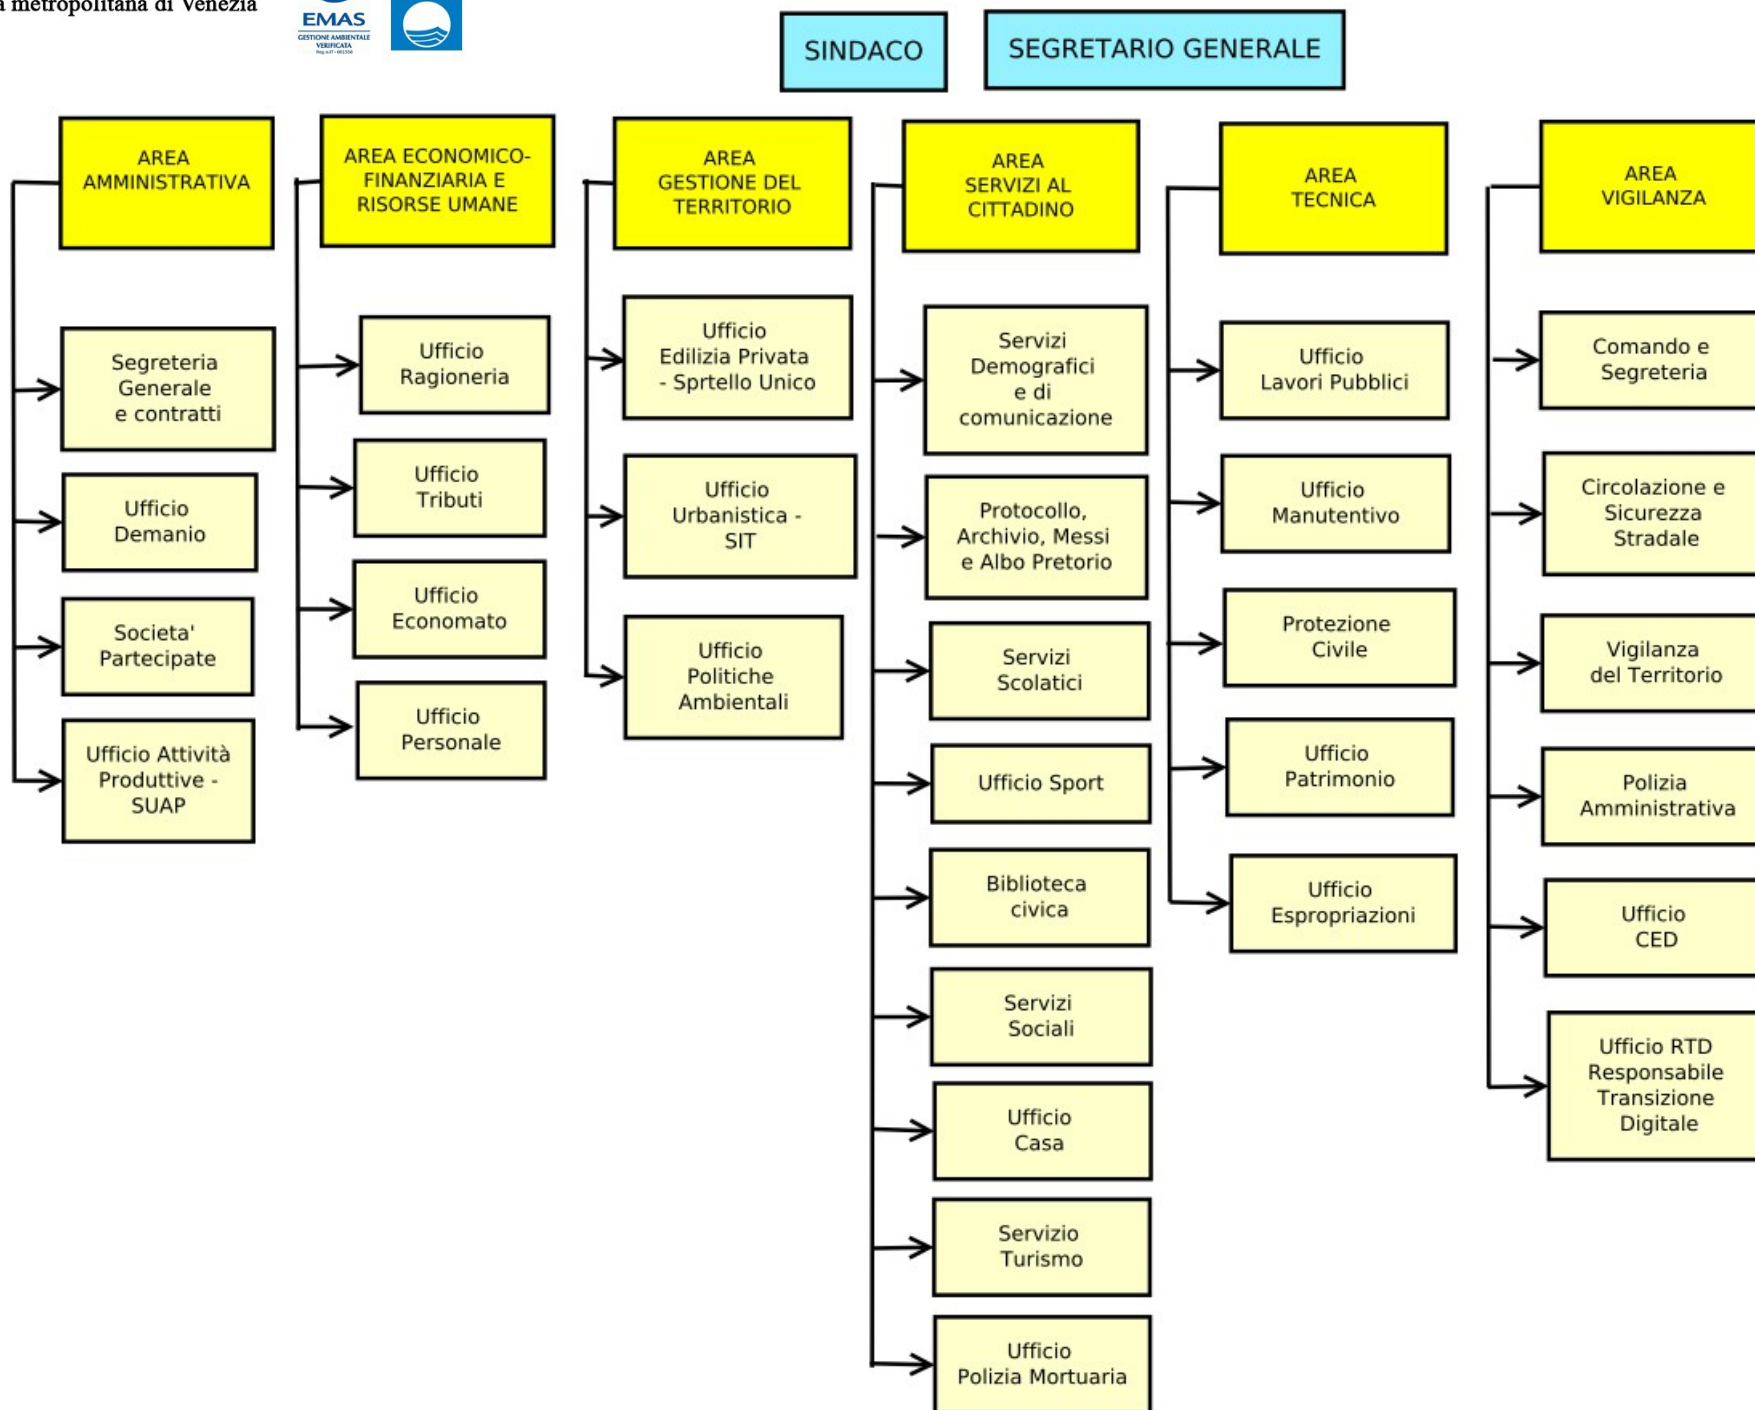 metropolitana di Venezia
EMAS
GESTIONE AMBIENTALE
VERIFICATA
SINDACO
SEGRETARIO GENERALE
AREA
AMMINISTRATIVA
Segreteria
Generale
e contratti
Ufficio
Demanio
Societa'
Partecipate
Ufficio Attività
Produttive -
SUAP
AREA ECONOMICO-
FINANZIARIA E
RISORSE UMANE
Ufficio
Ragioneria
Ufficio
Tributi
Ufficio
Economato
Ufficio
Personale
AREA
GESTIONE DEL
TERRITORIO
Ufficio
Edilizia Privata
- Sprtello Unico
Ufficio
Urbanistica -
SIT
Ufficio
Politiche
Ambientali
AREA
SERVIZI AL
CITTADINO
Servizi
Demografici
e di
comunicazione
Protocollo,
Archivio, Messi
e Albo Pretorio
Servizi
Scolatici
Ufficio Sport
Biblioteca
civica
Servizi
Sociali
Ufficio
Casa
Servizio
Turismo
Ufficio
Polizia Mortuaria
AREA
TECNICA
Ufficio
Lavori Pubblici
Ufficio
Manutentivo
Protezione
Civile
Ufficio
Patrimonio
Ufficio
Espropriazioni
AREA
VIGILANZA
Comando e
Segreteria
Circolazione e
Sicurezza
Stradale
Vigilanza
del Territorio
Polizia
Amministrativa
Ufficio
CED
Ufficio RTD
Responsabile
Transizione
Digitale